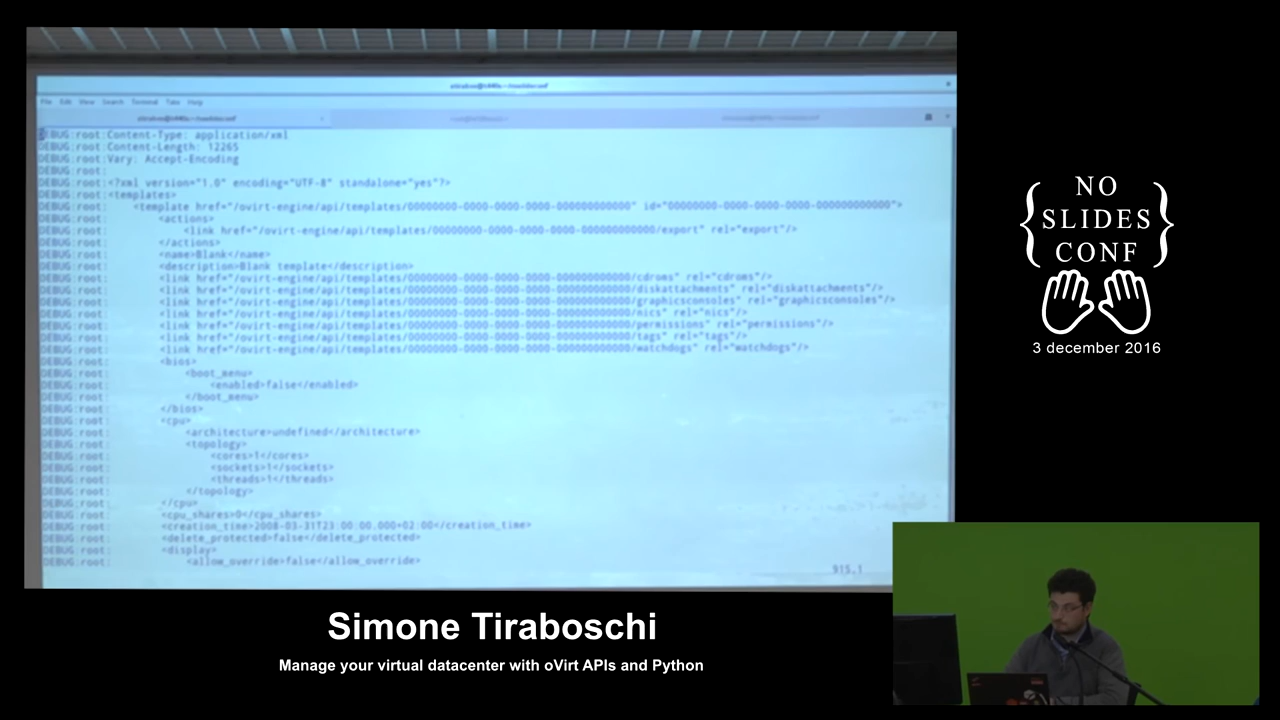 File Edit View Search Terminal Tabs Help
DEBUG:root:Content-Type: application/xml
DEBUG:root:Content-Length: 12265
DEBUG:root:Vary: Accept-Encoding
DEBUG:root:
DEBUG:root:<?xml version="1.0" encoding="UTF-8" standalone="yes"?>
DEBUG:root:<templates>
DEBUG:root:    <template href="/ovirt-engine/api/templates/00000000-0000-0000-0000-000000000000" id="00000000-0000-0000-0000-000000000000">
DEBUG:root:        <actions>
DEBUG:root:            <link href="/ovirt-engine/api/templates/00000000-0000-0000-0000-000000000000/export" rel="export"/>
DEBUG:root:        </actions>
DEBUG:root:        <name>Blank</name>
DEBUG:root:        <description>Blank template</description>
DEBUG:root:        <link href="/ovirt-engine/api/templates/00000000-0000-0000-0000-000000000000/cdroms" rel="cdroms"/>
DEBUG:root:        <link href="/ovirt-engine/api/templates/00000000-0000-0000-0000-000000000000/diskattachments" rel="diskattachments"/>
DEBUG:root:        <link href="/ovirt-engine/api/templates/00000000-0000-0000-0000-000000000000/graphicsconsoles" rel="graphicsconsoles"/>
DEBUG:root:        <link href="/ovirt-engine/api/templates/00000000-0000-0000-0000-000000000000/nics" rel="nics"/>
DEBUG:root:        <link href="/ovirt-engine/api/templates/00000000-0000-0000-0000-000000000000/permissions" rel="permissions"/>
DEBUG:root:        <link href="/ovirt-engine/api/templates/00000000-0000-0000-0000-000000000000/tags" rel="tags"/>
DEBUG:root:        <link href="/ovirt-engine/api/templates/00000000-0000-0000-0000-000000000000/watchdogs" rel="watchdogs"/>
DEBUG:root:        <bios>
DEBUG:root:            <boot_menu>
DEBUG:root:                <enabled>false</enabled>
DEBUG:root:            </boot_menu>
DEBUG:root:        </bios>
DEBUG:root:        <cpu>
DEBUG:root:            <architecture>undefined</architecture>
DEBUG:root:            <topology>
DEBUG:root:                <cores>1</cores>
DEBUG:root:                <sockets>1</sockets>
DEBUG:root:                <threads>1</threads>
DEBUG:root:            </topology>
DEBUG:root:        </cpu>
DEBUG:root:        <cpu_shares>0</cpu_shares>
DEBUG:root:        <creation_time>2008-03-31T23:00:00.000+02:00</creation_time>
DEBUG:root:        <delete_protected>false</delete_protected>
DEBUG:root:        <display>
DEBUG:root:            <allow_override>false</allow_override>
915,1
NO
SLIDES
CONF
3 december 2016
Simone Tiraboschi
Manage your virtual datacenter with oVirt APIs and Python